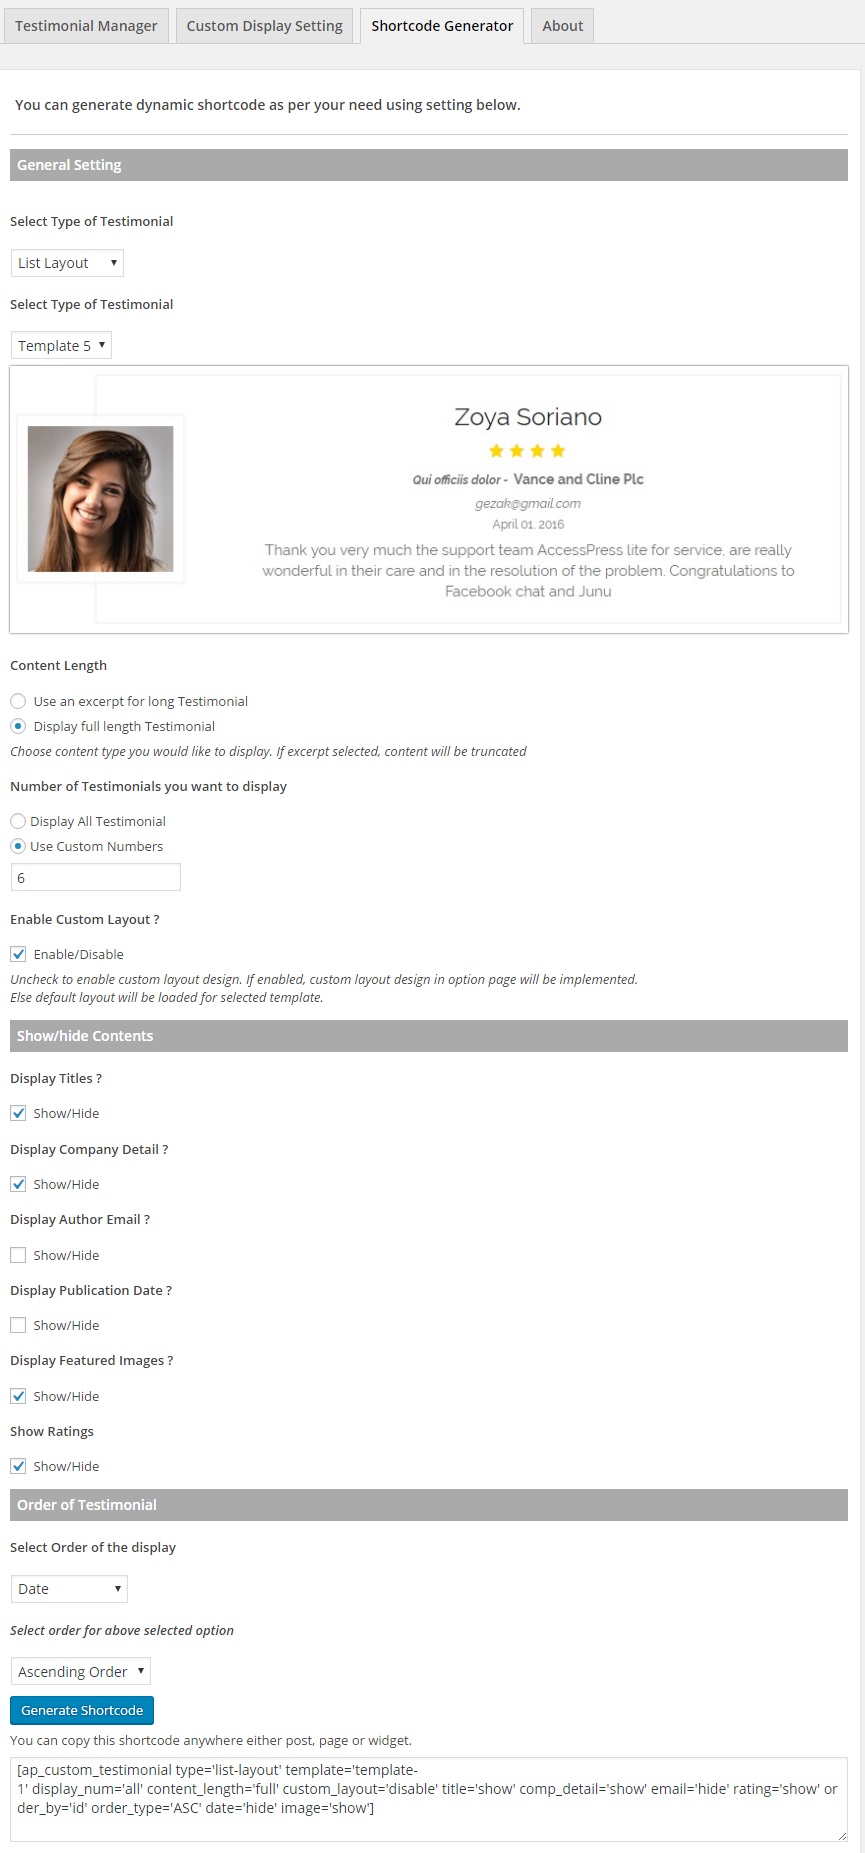 Testimonial Manager
Custom Display Setting
Shortcode Generator
About
You can generate dynamic shortcode as per your need using setting below.
General Setting
Select Type of Testimonial
List Layout
Select Type of Testimonial
Template 5
Zoya Soriano
Qui officiis dolor - Vance and Cline Plc
gezak@gmail.com
April 01, 2016
Thank you very much the support team AccessPress lite for service, are really
wonderful in their care and in the resolution of the problem. Congratulations to
Facebook chat and Junu
Content Length
Use an excerpt for long Testimonial
Display full length Testimonial
Choose content type you would like to display. If excerpt selected, content will be truncated
Number of Testimonials you want to display
Display All Testimonial
Use Custom Numbers
6
Enable Custom Layout ?
Enable/Disable
Uncheck to enable custom layout design. If enabled, custom layout design in option page will be implemented.
Else default layout will be loaded for selected template.
Show/hide Contents
Display Titles ?
Show/Hide
Display Company Detail ?
Show/Hide
Display Author Email ?
Show/Hide
Display Publication Date ?
Show/Hide
Display Featured Images ?
Show/Hide
Show Ratings
Show/Hide
Order of Testimonial
Select Order of the display
Date
Select order for above selected option
Ascending Order
Generate Shortcode
You can copy this shortcode anywhere either post, page or widget.
[ap_custom_testimonial type='list-layout' template='template-
1' display_num='all' content_length='full' custom_layout='disable' title='show' comp_detail='show' email='hide' rating='show' or
der_by='id' order_type='ASC' date='hide' image='show']